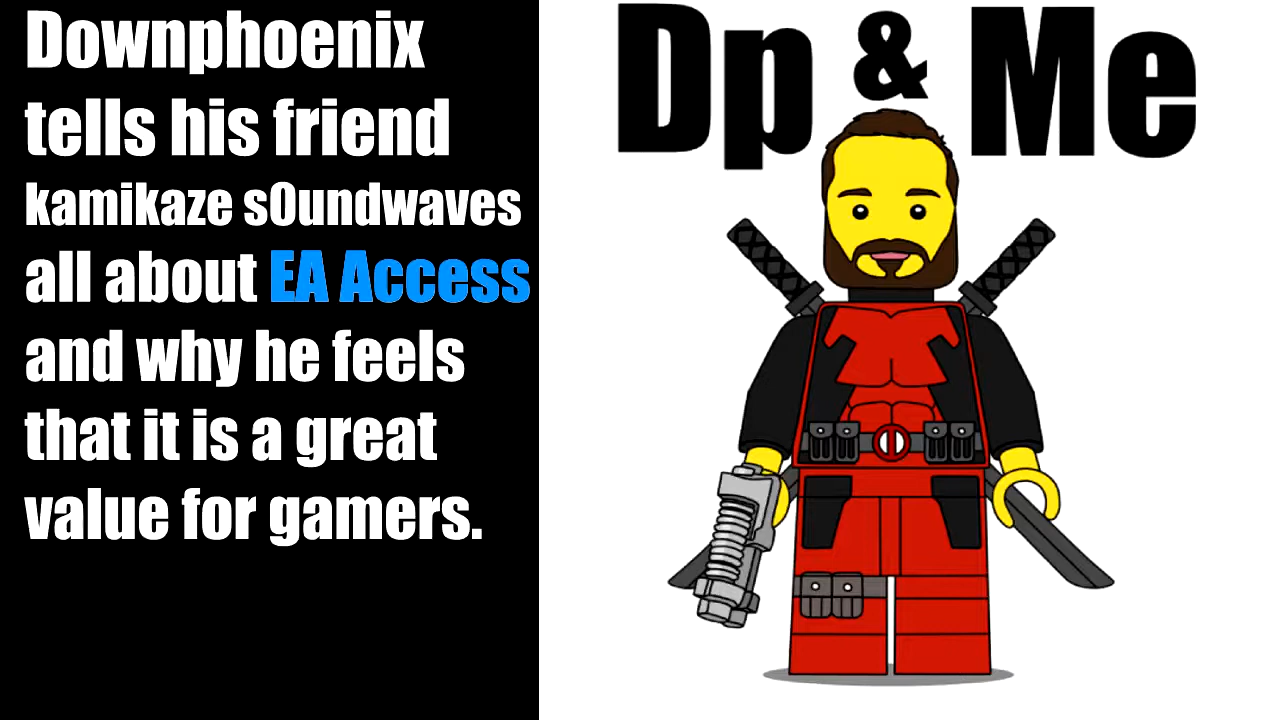 Downphoenix
tells his friend
kamikaze s0undwaves
all about EA Access
and why he feels
that it is a great
value for gamers.
Dp & Me